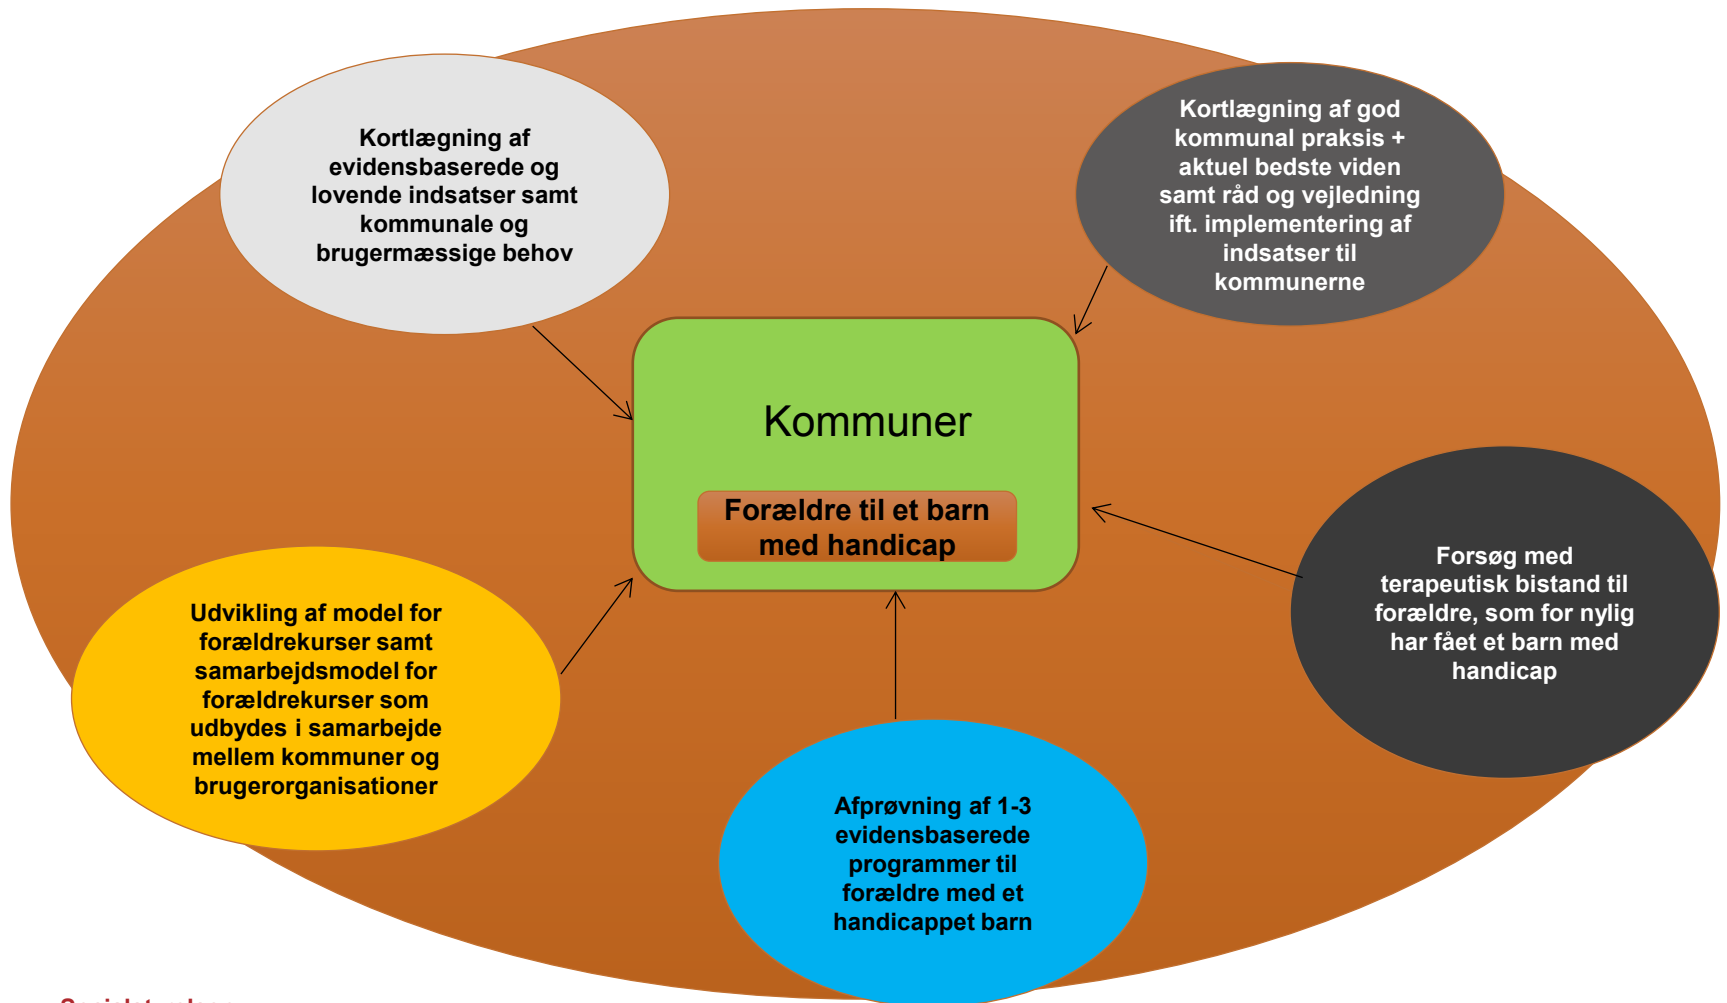 Kortlægning af
evidensbaserede og
lovende indsatser samt
kommunale og
brugermæssige behov
Kortlægning af god
kommunal praksis +
aktuel bedste viden
samt råd og vejledning
ift. implementering af
indsatser til
kommunerne
Kommuner
Forældre til et barn
med handicap
Forsøg med
terapeutisk bistand til
forældre, som for nylig
har fået et barn med
handicap
Udvikling af model for
forældrekurser samt
samarbejdsmodel for
forældrekurser som
udbydes i samarbejde
mellem kommuner og
brugerorganisationer
Afprøvning af 1-3
evidensbaserede
programmer til
forældre med et
handicappet barn